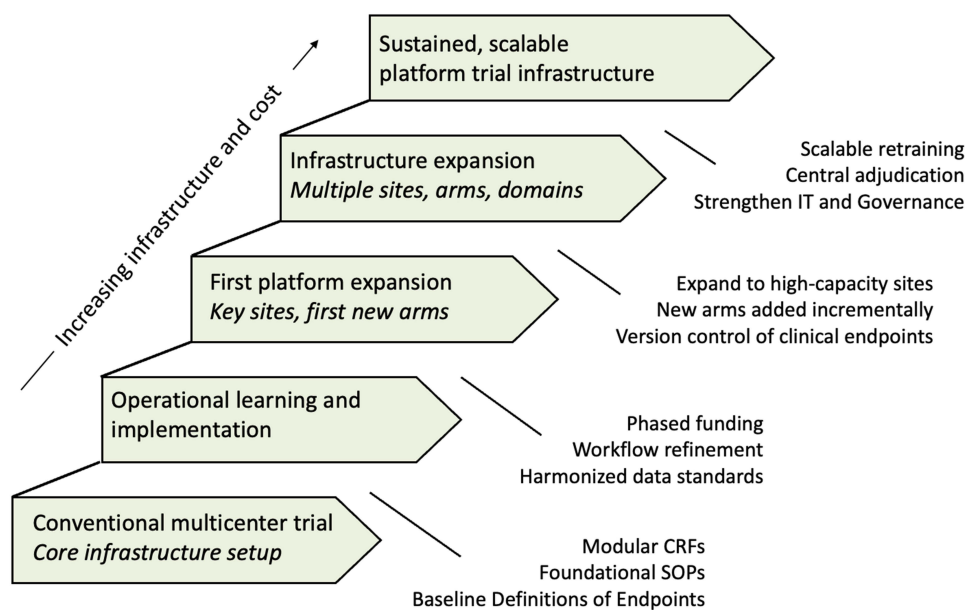 Sustained, scalable
platform trial infrastructure
Increasing infrastructure and cost
Infrastructure expansion
Multiple sites, arms, domains
Scalable retraining
Central adjudication
Strengthen IT and Governance
First platform expansion
Key sites, first new arms
Expand to high-capacity sites
New arms added incrementally
Version control of clinical endpoints
Operational learning and
implementation
Phased funding
Workflow refinement
Harmonized data standards
Conventional multicenter trial
Core infrastructure setup
Modular CRFs
Foundational SOPs
Baseline Definitions of Endpoints